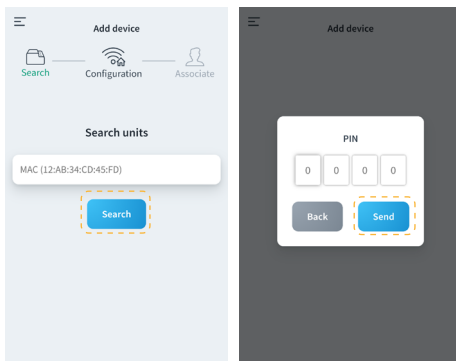 Add device
Search Configuration Associate
Search units
MAC (12:AB:34:CD:45:FD)
Search
Add device
PIN
0 0 0 0
Back Send